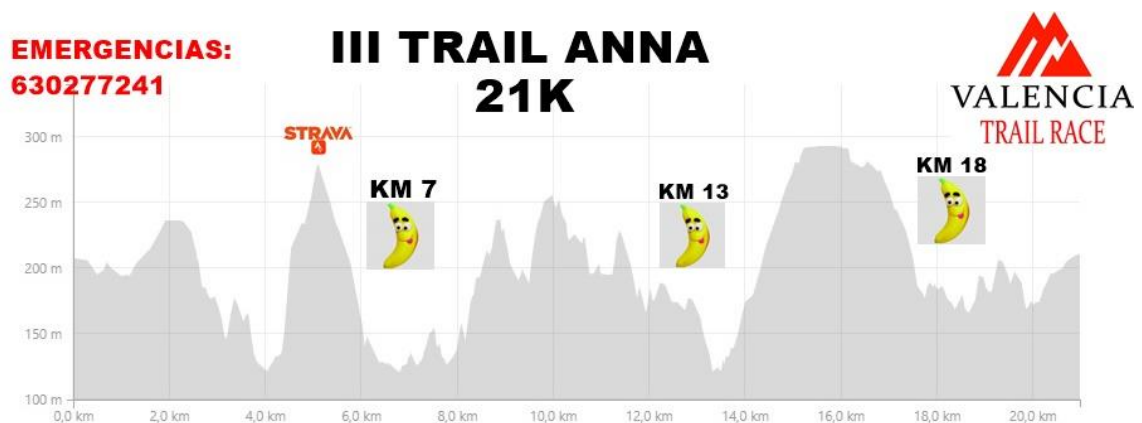 EMERGENCIAS:
630277241
III TRAIL ANNA
21K
VALENCIA
TRAIL RACE
300 m
STRAVA
KM 7
KM 13
KM 18
250 m
200 m
150 m
100 m
0,0 km 2,0 km 4,0 km 6,0 km 8,0 km 10,0 km 12,0 km 14,0 km 16,0 km 18,0 km 20,0 km